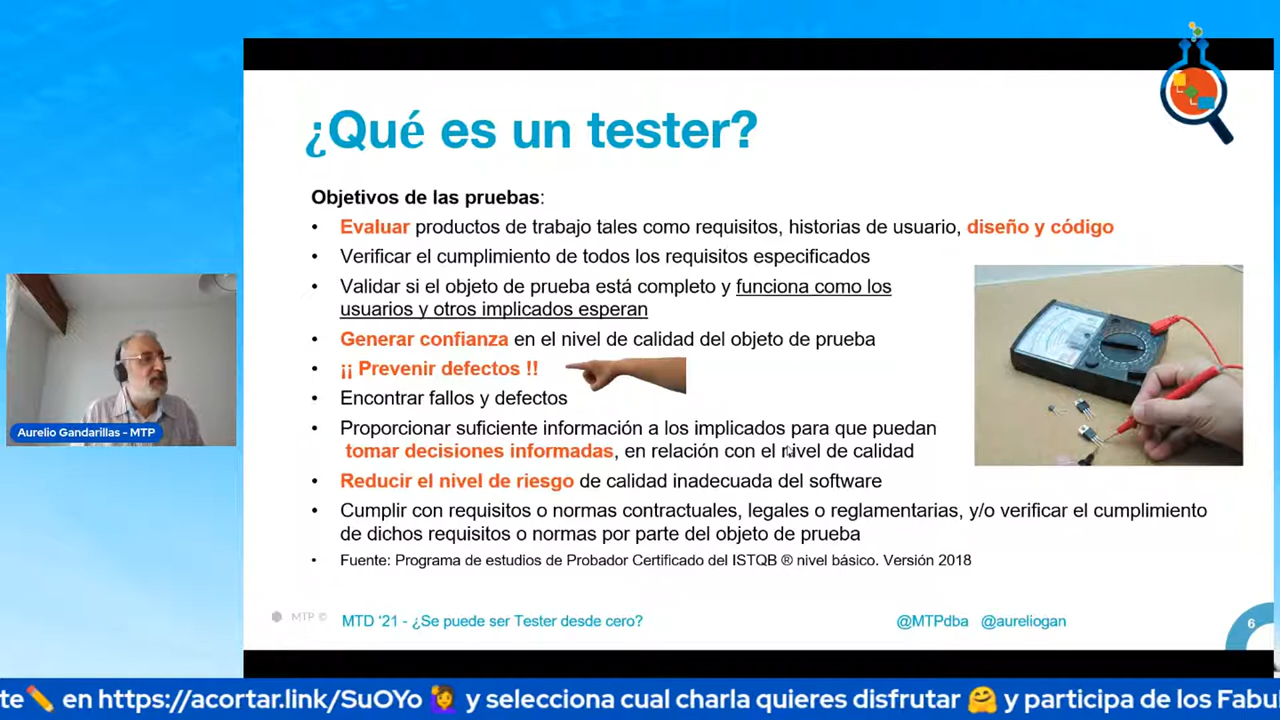 ¿Qué es un tester?
Objetivos de las pruebas:
• Evaluar productos de trabajo tales como requisitos, historias de usuario, diseño y código
• Verificar el cumplimiento de todos los requisitos especificados
• Validar si el objeto de prueba está completo y funciona como los
usuarios y otros implicados esperan
• Generar confianza en el nivel de calidad del objeto de prueba
• ¡¡ Prevenir defectos !!
• Encontrar fallos y defectos
• Proporcionar suficiente información a los implicados para que puedan
tomar decisiones informadas, en relación con el nivel de calidad
• Reducir el nivel de riesgo de calidad inadecuada del software
• Cumplir con requisitos o normas contractuales, legales o reglamentarias, y/o verificar el cumplimiento
de dichos requisitos o normas por parte del objeto de prueba
• Fuente: Programa de estudios de Probador Certificado del ISTQB ® nivel básico. Versión 2018
Aurelio Gandarillas - MTP
MTP © MTD '21 - ¿Se puede ser Tester desde cero? @MTPdba @aureliogan 6
te✏️ en https://acortar.link/SuOYo 🙋‍♀️ y selecciona cual charla quieres disfrutar 🤗 y participa de los Fabu